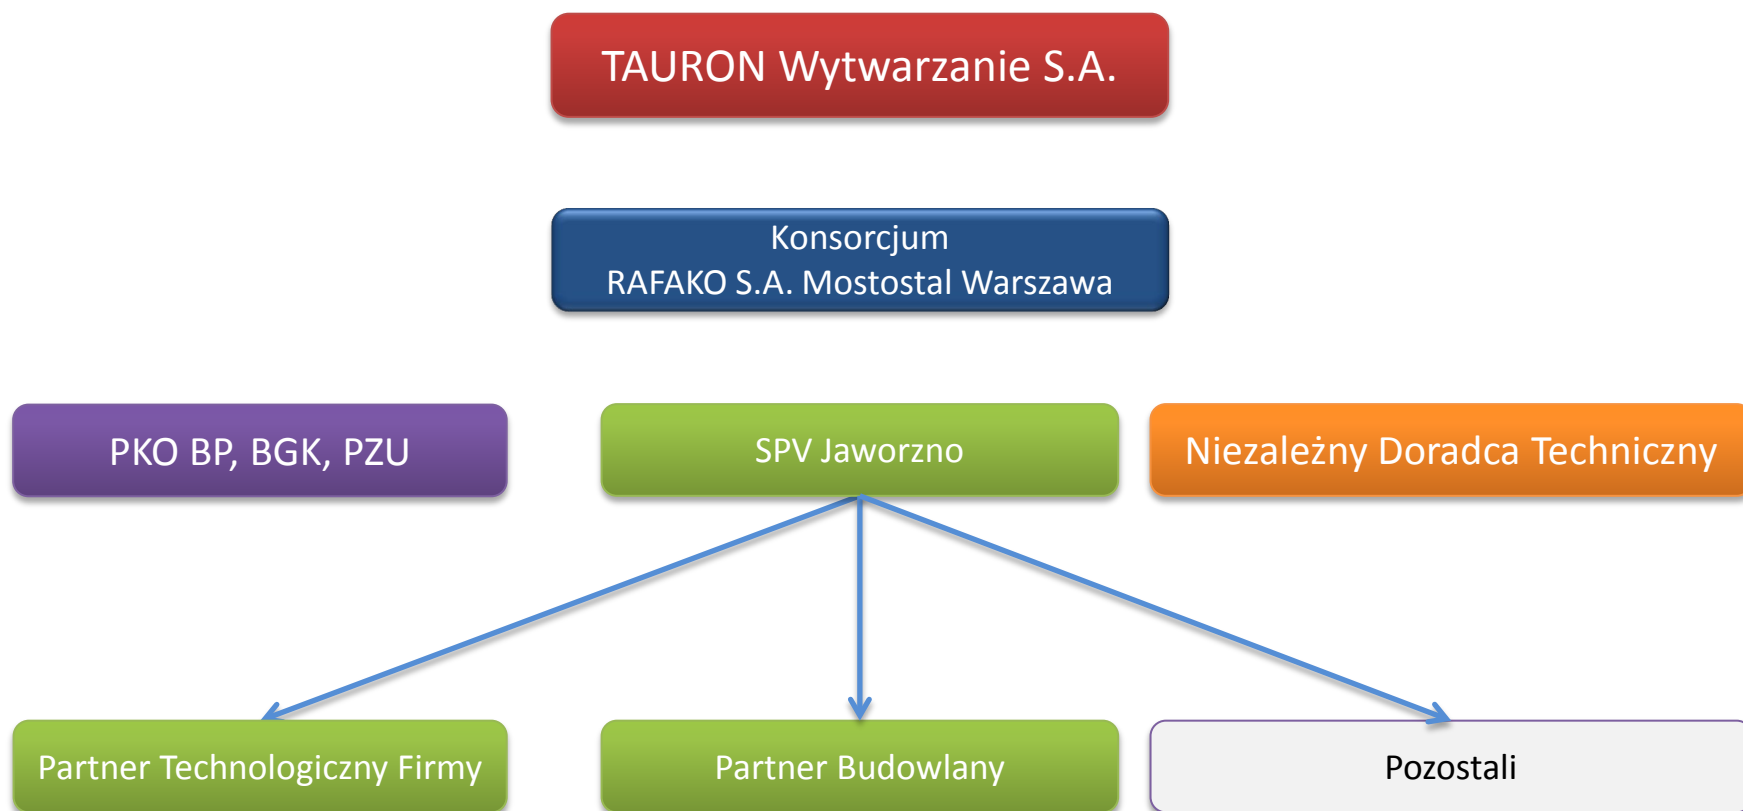 TAURON Wytwarzanie S.A.
Konsorcjum
RAFAKO S.A. Mostostal Warszawa
PKO BP, BGK, PZU
SPV Jaworzno
Niezależny Doradca Techniczny
Partner Technologiczny Firmy
Partner Budowlany
Pozostali